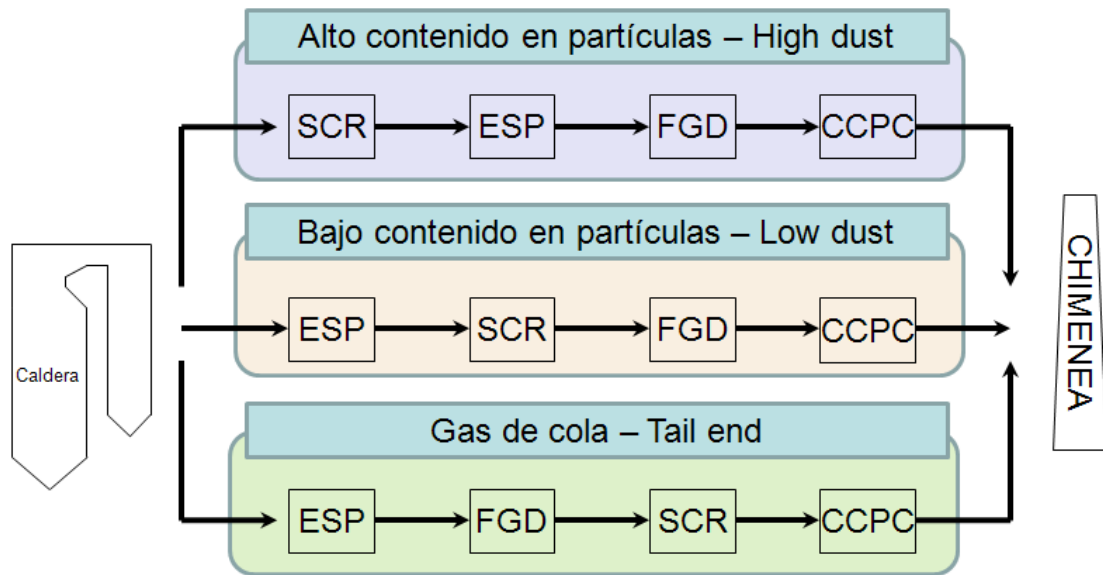 Alto contenido en partículas – High dust
SCR
ESP
FGD
CCPC
Bajo contenido en partículas – Low dust
ESP
SCR
FGD
CCPC
Gas de cola – Tail end
ESP
FGD
SCR
CCPC
Caldera
CHIMENEA